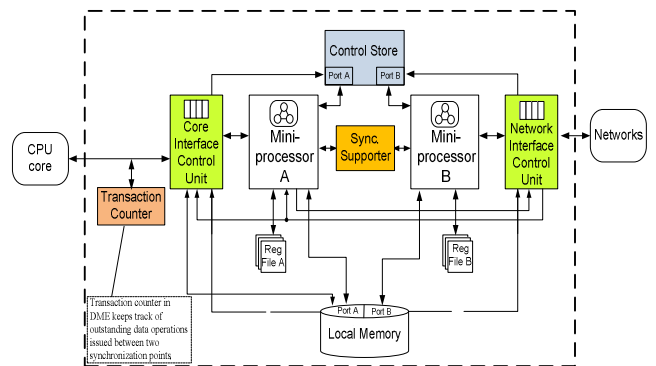 Control Store
Port A
Port B
Core
Interface
Control
Unit
Mini-
processor
A
Sync.
Supporter
Mini-
processor
B
Network
Interface
Control
Unit
CPU
core
Networks
Transaction
Counter
Reg
File A
Reg
File B
Transaction counter in
DME keeps track of
outstanding data operations
issued between two
synchronization points.
Port A
Port B
Local Memory